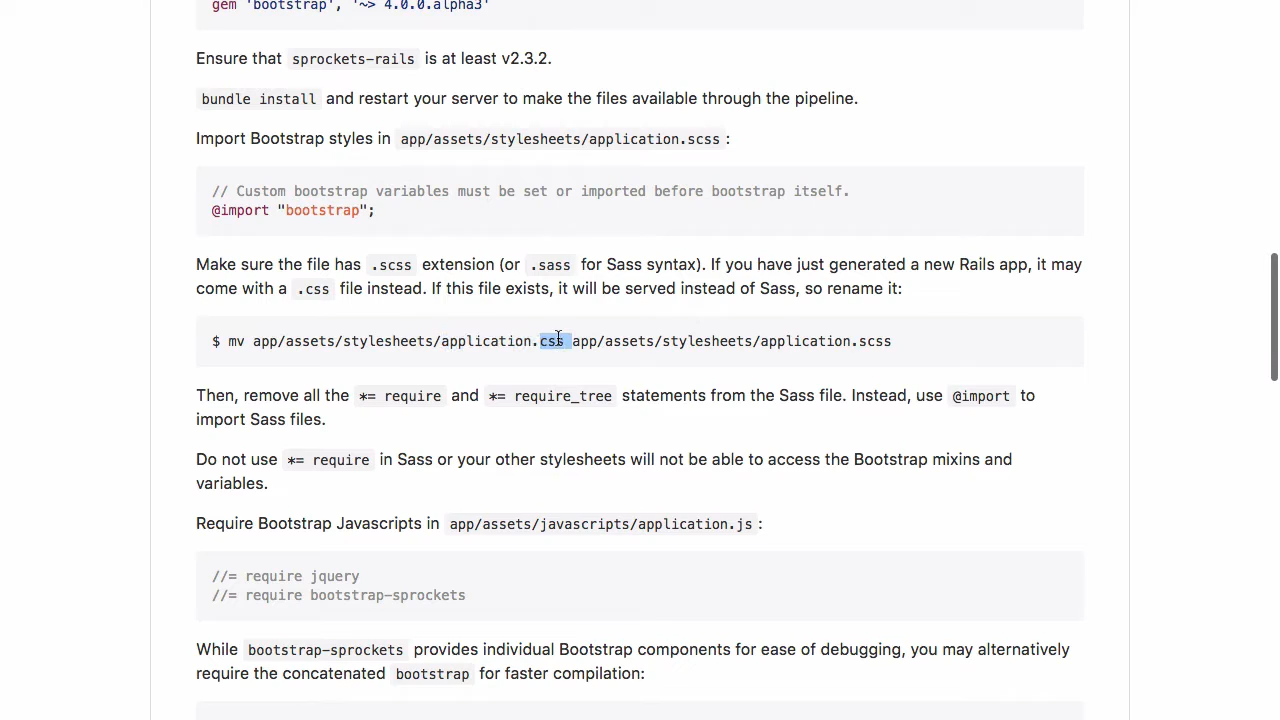 gem 'bootstrap', '~> 4.0.0.alpha3'
Ensure that sprockets-rails is at least v2.3.2.
bundle install and restart your server to make the files available through the pipeline.
Import Bootstrap styles in app/assets/stylesheets/application.scss :
// Custom bootstrap variables must be set or imported before bootstrap itself.
@import "bootstrap";
Make sure the file has .scss extension (or .sass for Sass syntax). If you have just generated a new Rails app, it may
come with a .css file instead. If this file exists, it will be served instead of Sass, so rename it:
$ mv app/assets/stylesheets/application.css app/assets/stylesheets/application.scss
Then, remove all the *= require and *= require_tree statements from the Sass file. Instead, use @import to
import Sass files.
Do not use *= require in Sass or your other stylesheets will not be able to access the Bootstrap mixins and
variables.
Require Bootstrap Javascripts in app/assets/javascripts/application.js :
//= require jquery
//= require bootstrap-sprockets
While bootstrap-sprockets provides individual Bootstrap components for ease of debugging, you may alternatively
require the concatenated bootstrap for faster compilation: